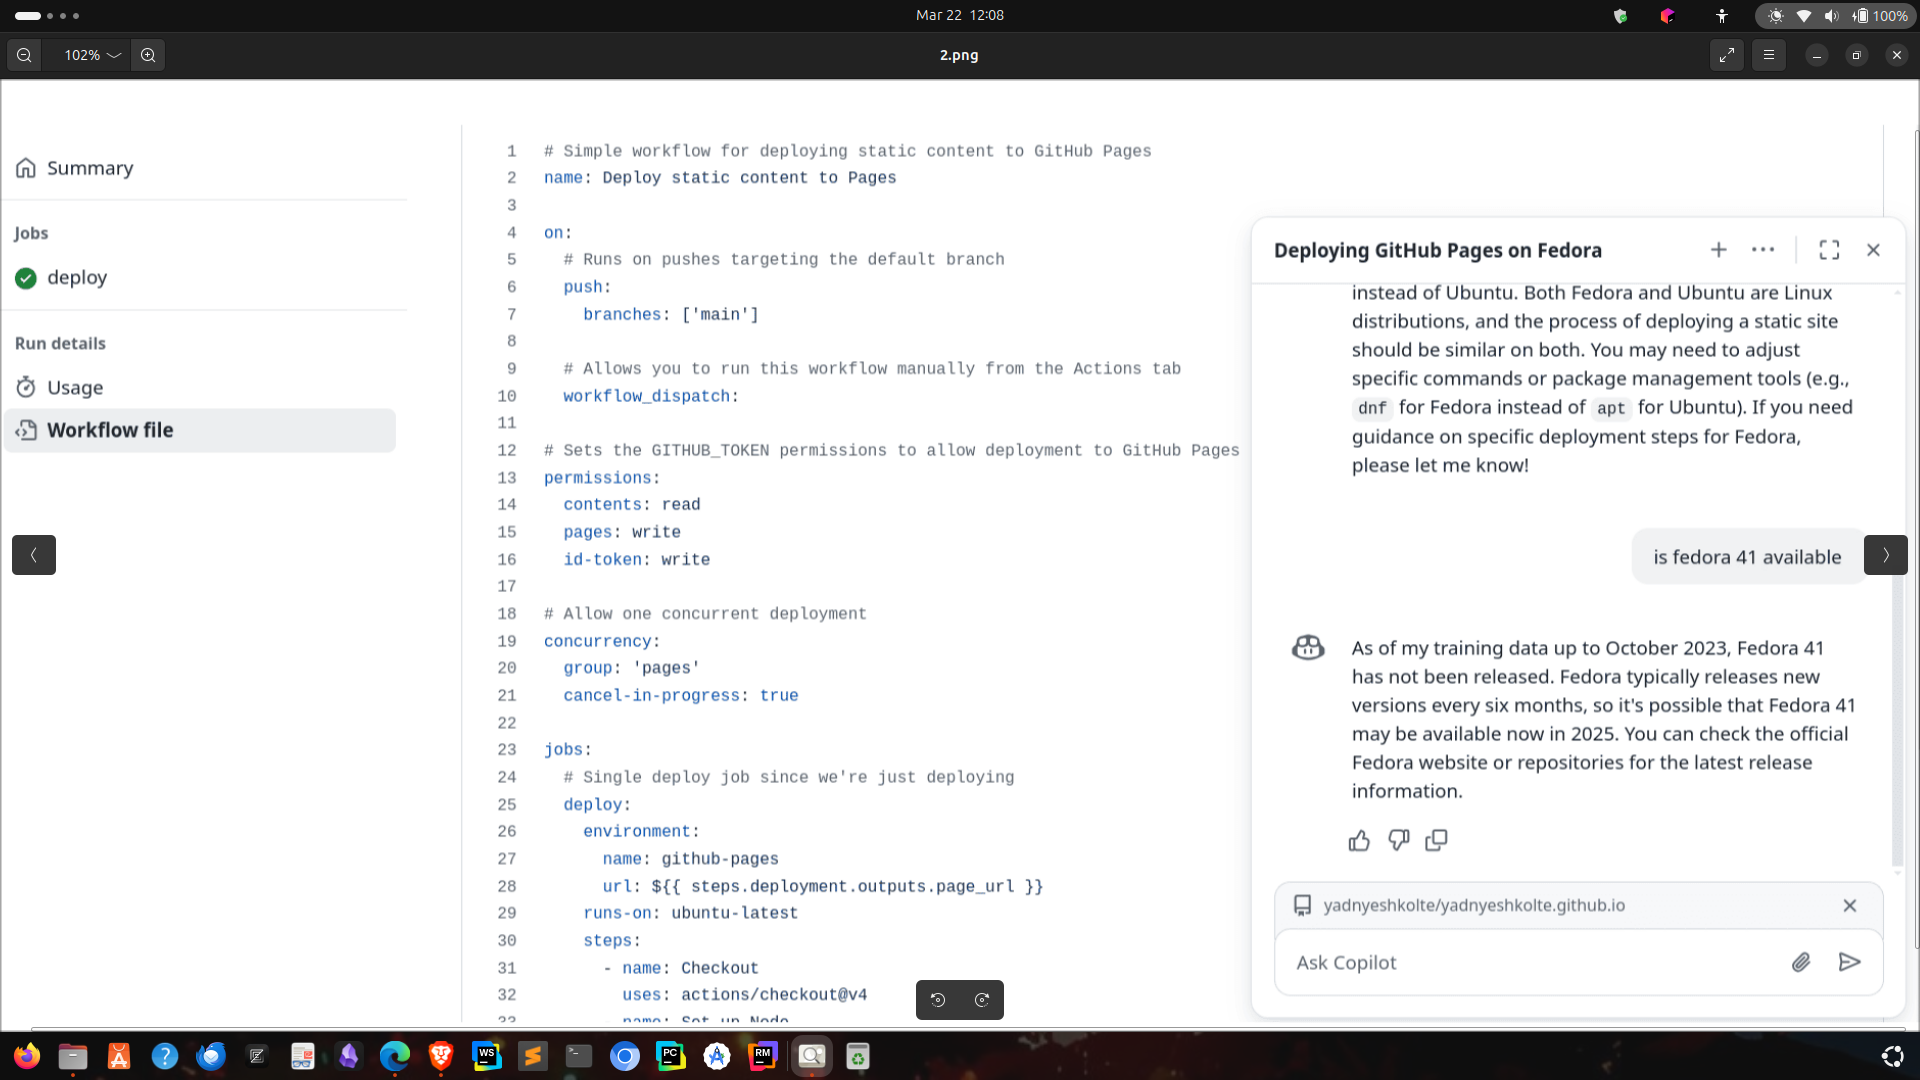 Mar 22 12:08
100%
102%
2.png
Summary
Jobs
deploy
Run details
Usage
Workflow file
1 # Simple workflow for deploying static content to GitHub Pages
2 name: Deploy static content to Pages
3
4 on:
5 # Runs on pushes targeting the default branch
6 push:
7 branches: ['main']
8
9 # Allows you to run this workflow manually from the Actions tab
10 workflow_dispatch:
11
12 # Sets the GITHUB_TOKEN permissions to allow deployment to GitHub Pages
13 permissions:
14 contents: read
15 pages: write
16 id-token: write
17
18 # Allow one concurrent deployment
19 concurrency:
20 group: 'pages'
21 cancel-in-progress: true
22
23 jobs:
24 # Single deploy job since we're just deploying
25 deploy:
26 environment:
27 name: github-pages
28 url: ${{ steps.deployment.outputs.page_url }}
29 runs-on: ubuntu-latest
30 steps:
31 - name: Checkout
32 uses: actions/checkout@v4
33 - name: Set up Node
Deploying GitHub Pages on Fedora
instead of Ubuntu. Both Fedora and Ubuntu are Linux
distributions, and the process of deploying a static site
should be similar on both. You may need to adjust
specific commands or package management tools (e.g.,
dnf for Fedora instead of apt for Ubuntu). If you need
guidance on specific deployment steps for Fedora,
please let me know!
is fedora 41 available
As of my training data up to October 2023, Fedora 41
has not been released. Fedora typically releases new
versions every six months, so it's possible that Fedora 41
may be available now in 2025. You can check the official
Fedora website or repositories for the latest release
information.
yadnyeshkolte/yadnyeshkolte.github.io
Ask Copilot
WS
PC
RM